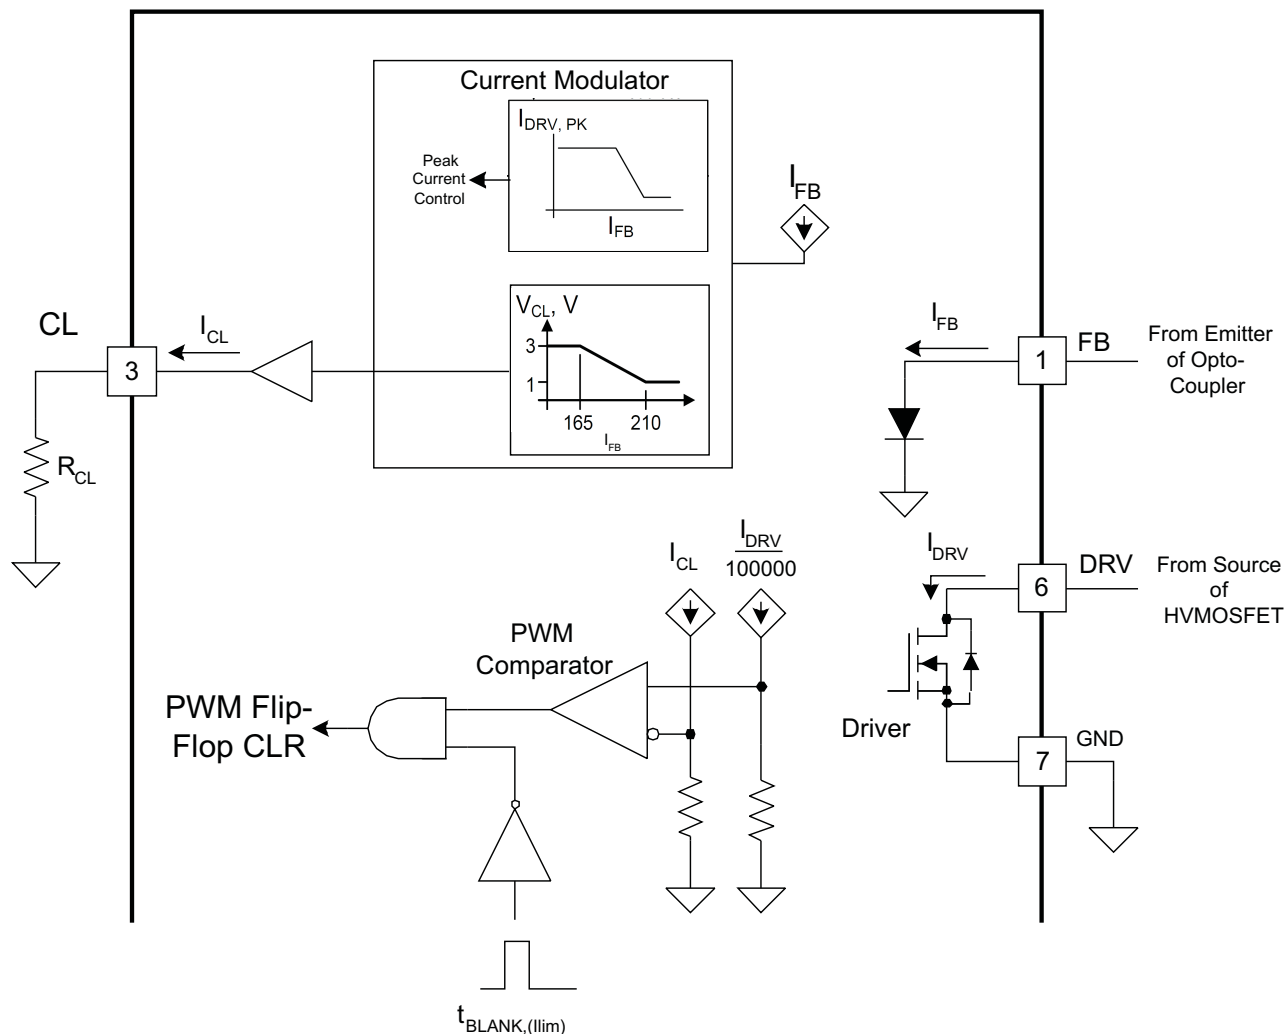 Current Modulator
I_DRV, PK
Peak
Current
Control
I_FB
I_FB
V_CL, V
3
1
165
210
I_FB
CL
I_CL
3
R_CL
I_FB
1
FB
From Emitter
of Opto-
Coupler
I_CL
I_DRV
100000
PWM
Comparator
PWM Flip-
Flop CLR
t_BLANK,(Ilim)
I_DRV
6
DRV
From Source
of
HVMOSFET
Driver
7
GND